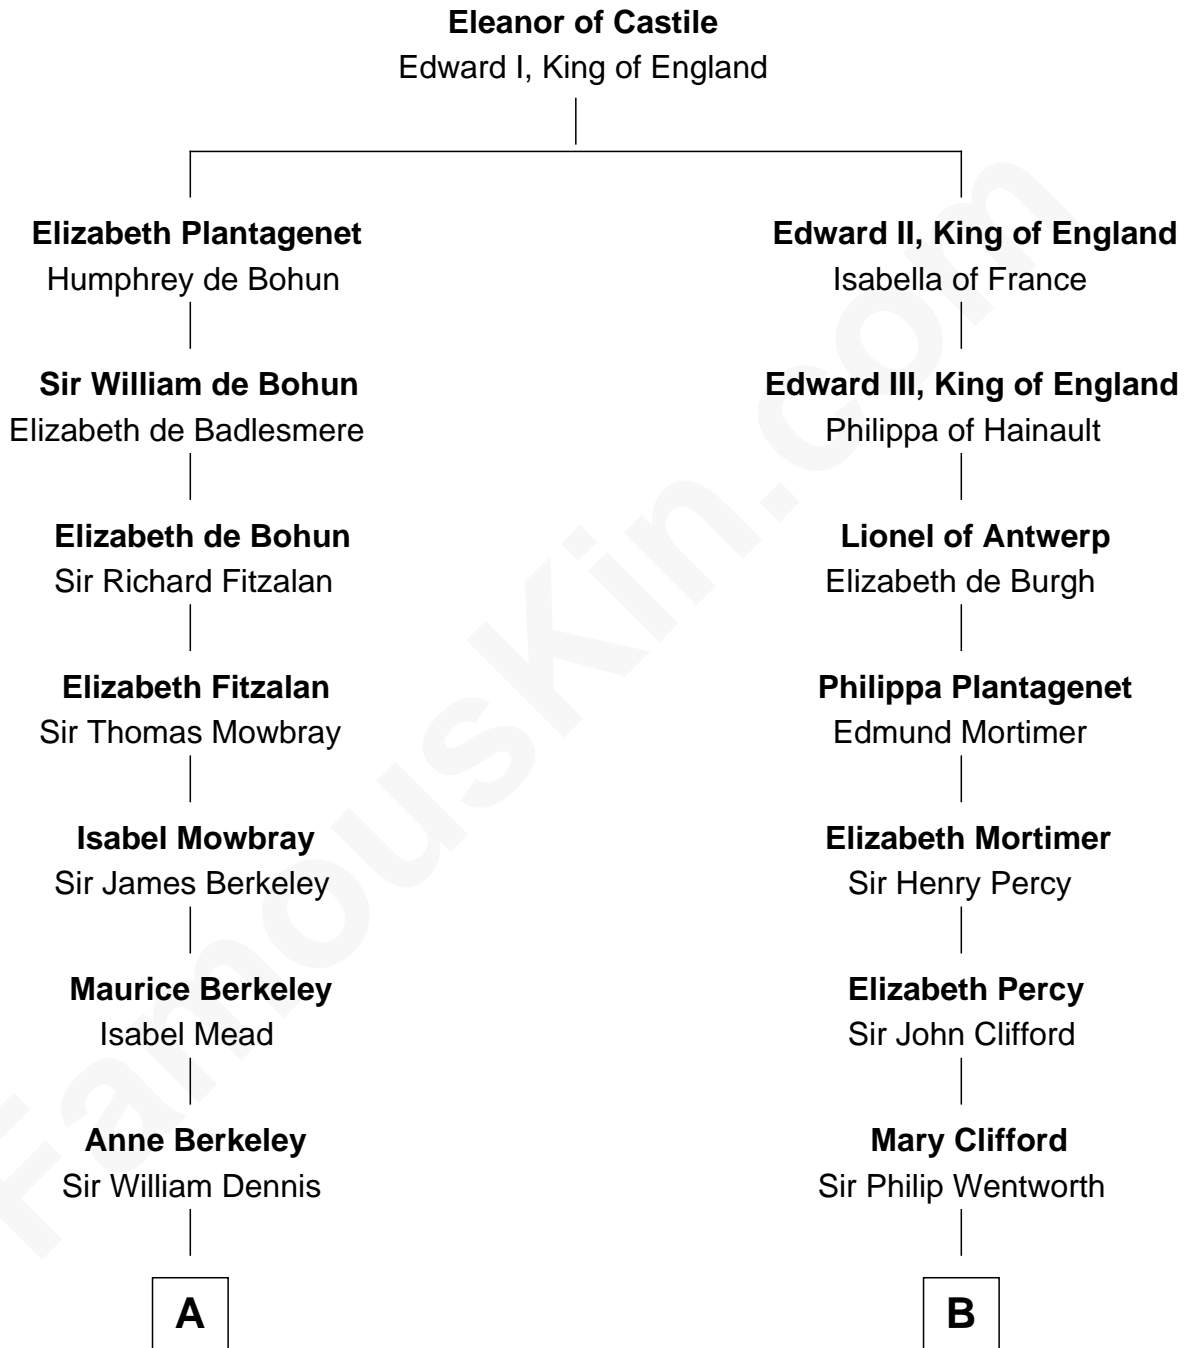 Eleanor of Castile
Edward I, King of England
Elizabeth Plantagenet
Humphrey de Bohun
Edward II, King of England
Isabella of France
Sir William de Bohun
Elizabeth de Badlesmere
Edward III, King of England
Philippa of Hainault
Elizabeth de Bohun
Sir Richard Fitzalan
Lionel of Antwerp
Elizabeth de Burgh
Elizabeth Fitzalan
Sir Thomas Mowbray
Philippa Plantagenet
Edmund Mortimer
Isabel Mowbray
Sir James Berkeley
Elizabeth Mortimer
Sir Henry Percy
Maurice Berkeley
Isabel Mead
Elizabeth Percy
Sir John Clifford
Anne Berkeley
Sir William Dennis
Mary Clifford
Sir Philip Wentworth
A
B
FamousKin.com